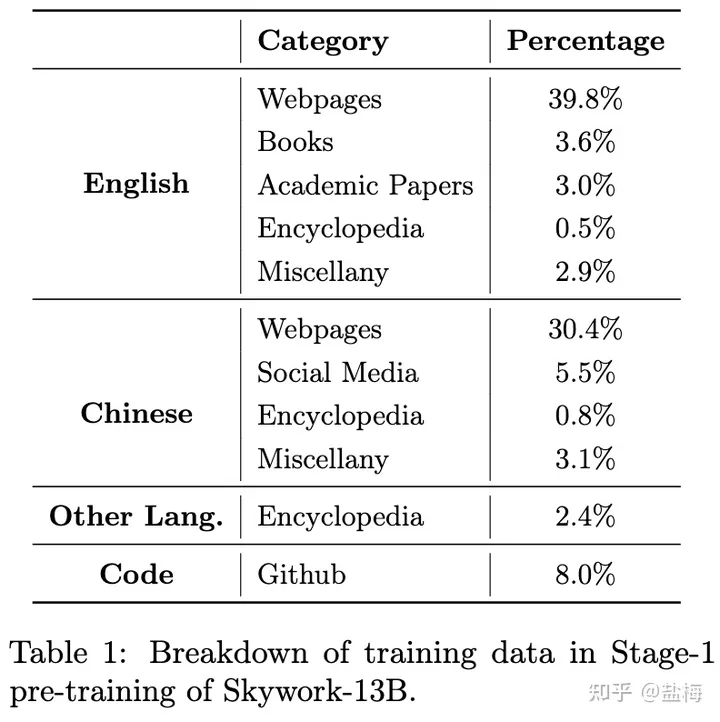 Category Percentage
Webpages 39.8%
Books 3.6%
English Academic Papers 3.0%
Encyclopedia 0.5%
Miscellany 2.9%
Webpages 30.4%
Social Media 5.5%
Chinese Encyclopedia 0.8%
Miscellany 3.1%
Other Lang. Encyclopedia 2.4%
Code Github 8.0%
Table 1: Breakdown of training data in Stage-1
pre-training of Skywork-13B.
知乎 @盐梅